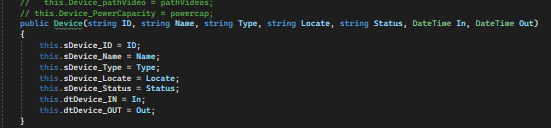 //   this.Device_pathVideo = pathVideos;
// this.Device_PowerCapacity = powercap;
public Device(string ID, string Name, string Type, string Locate, string Status, DateTime In, DateTime Out)
{
this.sDevice_ID = ID;
this.sDevice_Name = Name;
this.sDevice_Type = Type;
this.sDevice_Locate = Locate;
this.sDevice_Status = Status;
this.dtDevice_IN = In;
this.dtDevice_OUT = Out;
}